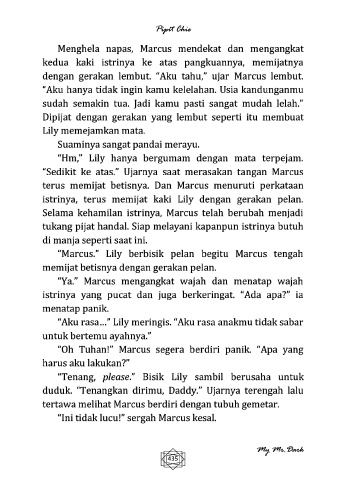 Pipit Chie
Menghela napas, Marcus mendekat dan mengangkat
kedua kaki istrinya ke atas pangkuannya, memijatnya
dengan gerakan lembut. “Aku tahu,” ujar Marcus lembut.
“Aku hanya tidak ingin kamu kelelahan. Usia kandunganmu
sudah semakin tua. Jadi kamu pasti sangat mudah lelah.”
Dipijat dengan gerakan yang lembut seperti itu membuat
Lily memejamkan mata.
Suaminya sangat pandai merayu.
“Hm,” Lily hanya bergumam dengan mata terpejam.
“Sedikit ke atas.” Ujarnya saat merasakan tangan Marcus
terus memijat betisnya. Dan Marcus menuruti perkataan
istrinya, terus memijat kaki Lily dengan gerakan pelan.
Selama kehamilan istrinya, Marcus telah berubah menjadi
tukang pijat handal. Siap melayani kapanpun istrinya butuh
di manja seperti saat ini.
“Marcus.” Lily berbisik pelan begitu Marcus tengah
memijat betisnya dengan gerakan pelan.
“Ya.” Marcus mengangkat wajah dan menatap wajah
istrinya yang pucat dan juga berkeringat. “Ada apa?” ia
menatap panik.
“Aku rasa…” Lily meringis. “Aku rasa anakmu tidak sabar
untuk bertemu ayahnya.”
“Oh Tuhan!” Marcus segera berdiri panik. “Apa yang
harus aku lakukan?”
“Tenang, please.” Bisik Lily sambil berusaha untuk
duduk. “Tenangkan dirimu, Daddy.” Ujarnya terengah lalu
tertawa melihat Marcus berdiri dengan tubuh gemetar.
“Ini tidak lucu!” sergah Marcus kesal.
435
My Mr. Dark